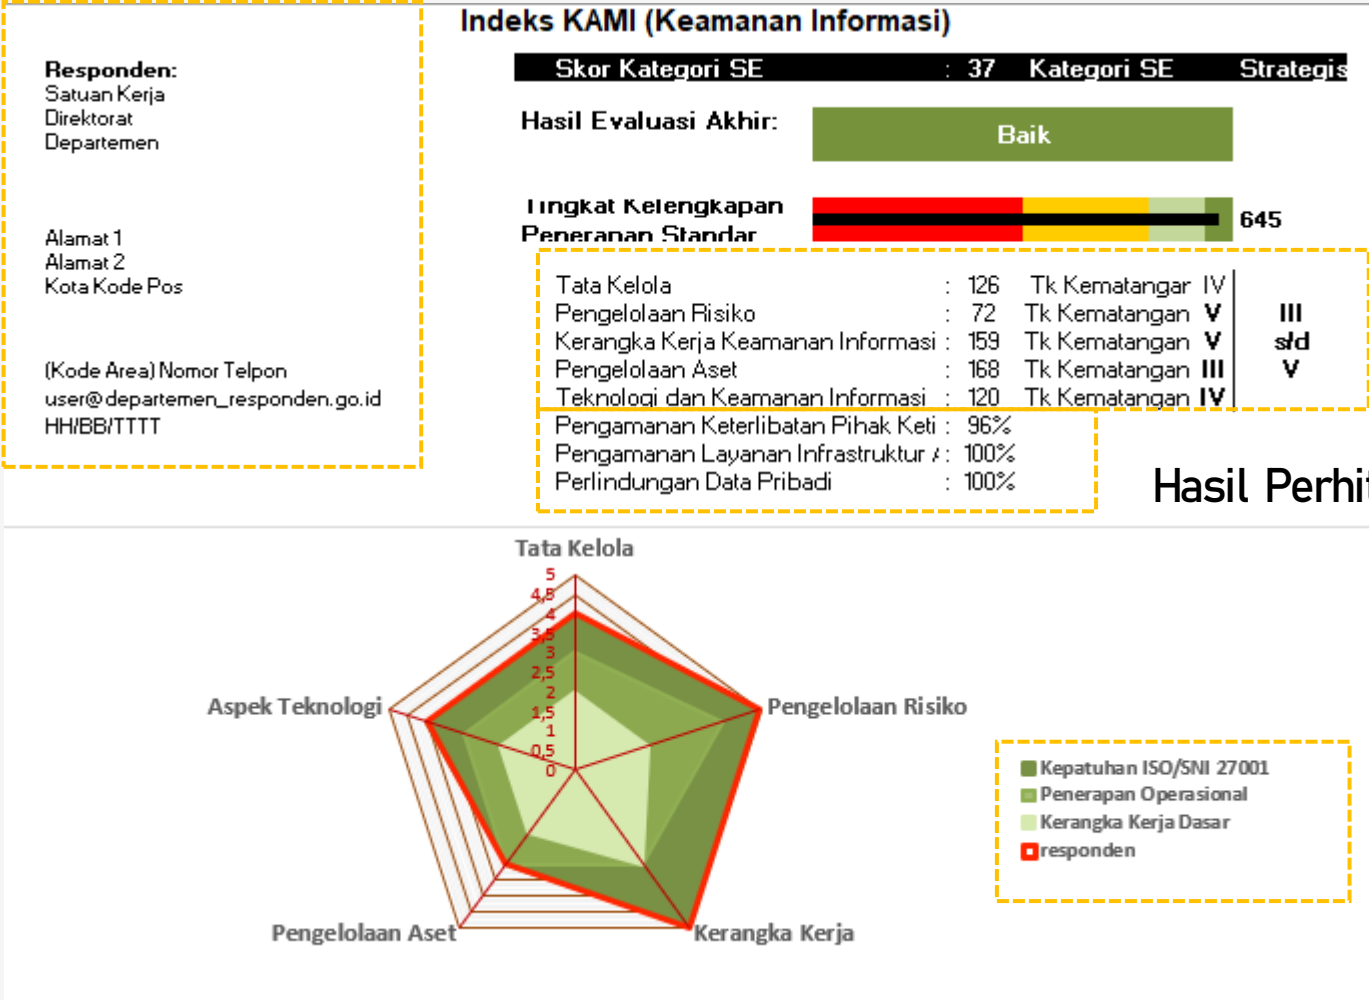 Indeks KAMI (Keamanan Informasi)
Responden:
Satuan Kerja
Direktorat
Departemen
Alamat 1
Alamat 2
Kota Kode Pos
(Kode Area) Nomor Telpon
user@departemen_responden.go.id
HH/BB/TTTT
Skor Kategori SE : 37 Kategori SE Strategis
Hasil Evaluasi Akhir: Baik
Tingkat Kelengkapan
Penerapan Standar
645
Tata Kelola : 126 Tk Kematangar IV
Pengelolaan Risiko : 72 Tk Kematangan V III
Kerangka Kerja Keamanan Informasi : 159 Tk Kematangan V s/d
Pengelolaan Aset : 168 Tk Kematangan III V
Teknologi dan Keamanan Informasi : 120 Tk Kematangan IV
Pengamanan Keterlibatan Pihak Keti : 96%
Pengamanan Layanan Infrastruktur A : 100%
Perlindungan Data Pribadi : 100%
Hasil Perhit
Tata Kelola
5
4,5
4
3,5
3
2,5
2
1,5
1
0,5
0
Aspek Teknologi
Pengelolaan Risiko
Pengelolaan Aset
Kerangka Kerja
Kepatuhan ISO/SNI 27001
Penerapan Operasional
Kerangka Kerja Dasar
responden